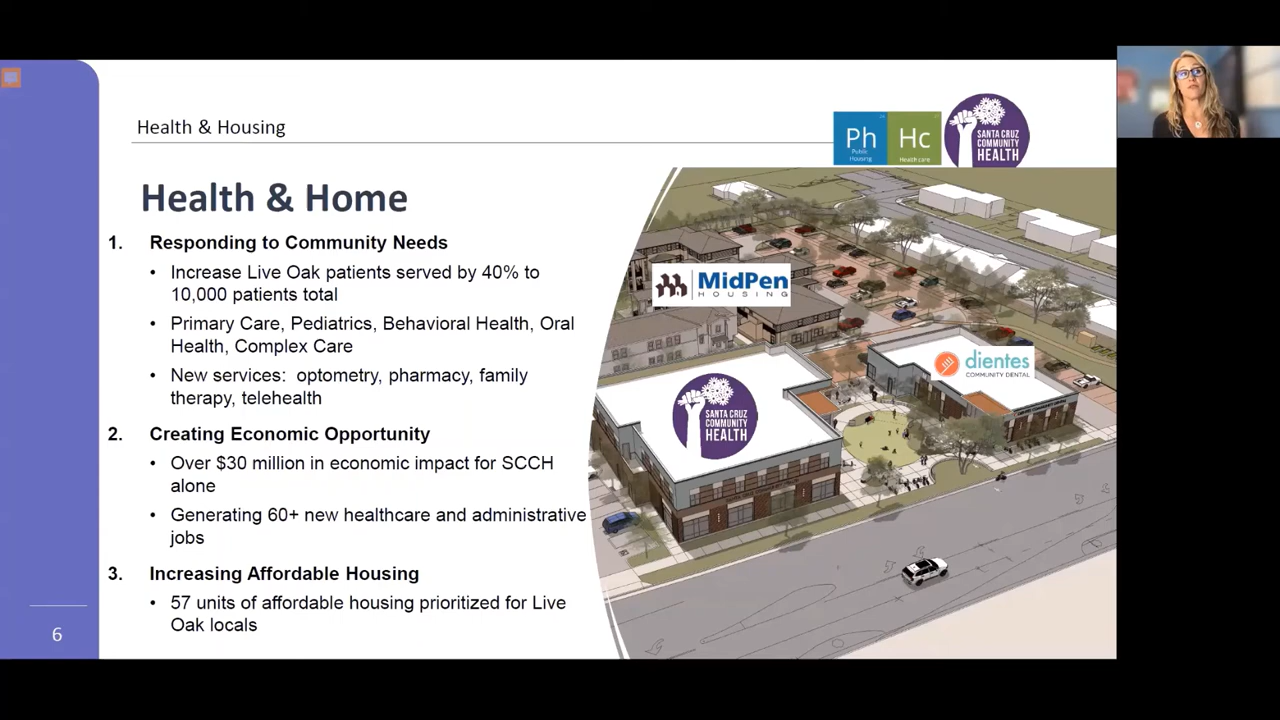 Health & Housing
Ph
Public
Housing
Hc
Health care
SANTA CRUZ
COMMUNITY
HEALTH
Health & Home
1. Responding to Community Needs
• Increase Live Oak patients served by 40% to
10,000 patients total
• Primary Care, Pediatrics, Behavioral Health, Oral
Health, Complex Care
• New services: optometry, pharmacy, family
therapy, telehealth
2. Creating Economic Opportunity
• Over $30 million in economic impact for SCCH
alone
• Generating 60+ new healthcare and administrative
jobs
3. Increasing Affordable Housing
• 57 units of affordable housing prioritized for Live
Oak locals
6
MidPen
HOUSING
dientes
COMMUNITY DENTAL
SANTA CRUZ
COMMUNITY
HEALTH